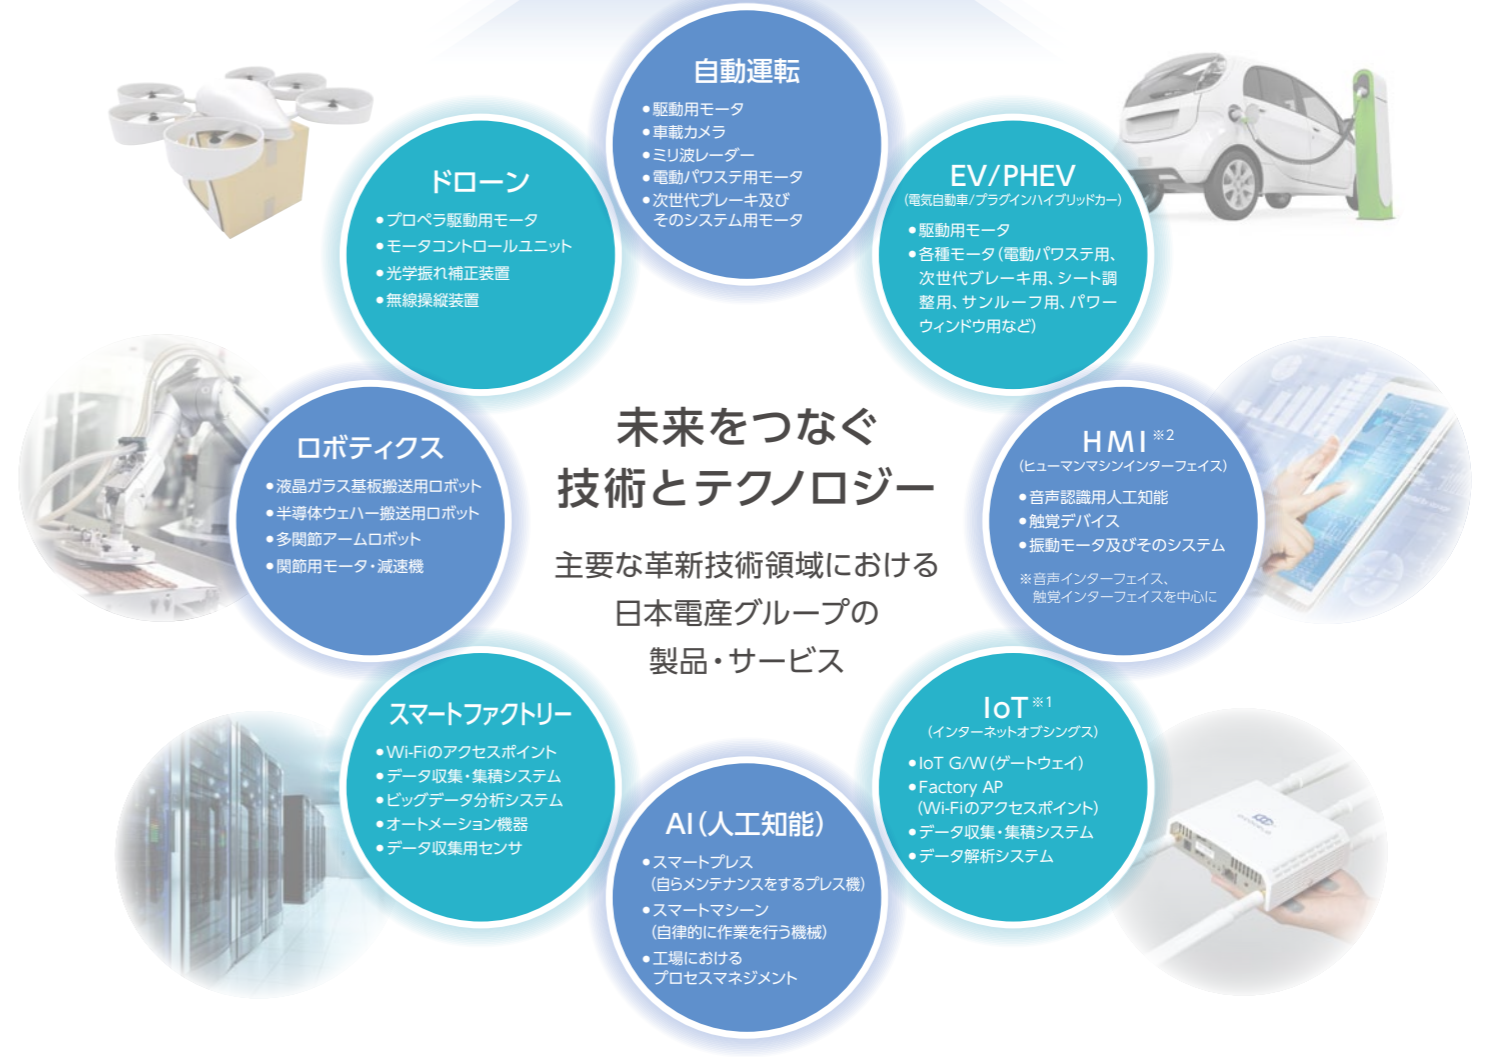 自動運転
●駆動用モータ
●車載カメラ
●ミリ波レーダー
●電動パワステ用モータ
●次世代ブレーキ及び
そのシステム用モータ
EV/PHEV
(電気自動車/プラグインハイブリッドカー)
●駆動用モータ
●各種モータ(電動パワステ用、
次世代ブレーキ用、シート調
整用、サンルーフ用、パワー
ウィンドウ用など)
HMI※2
(ヒューマンマシンインターフェイス)
●音声認識用人工知能
●触覚デバイス
●振動モータ及びそのシステム
※音声インターフェイス、
触覚インターフェイスを中心に
IoT※1
(インターネットオブシングス)
●IoT G/W(ゲートウェイ)
●Factory AP
(Wi-Fiのアクセスポイント)
●データ収集・集積システム
●データ解析システム
AI(人工知能)
●スマートプレス
(自らメンテナンスをするプレス機)
●スマートマシーン
(自律的に作業を行う機械)
●工場における
プロセスマネジメント
スマートファクトリー
●Wi-Fiのアクセスポイント
●データ収集・集積システム
●ビッグデータ分析システム
●オートメーション機器
●データ収集用センサ
ロボティクス
●液晶ガラス基板搬送用ロボット
●半導体ウェハー搬送用ロボット
●多関節アームロボット
●関節用モータ・減速機
ドローン
●プロペラ駆動用モータ
●モータコントロールユニット
●光学振れ補正装置
●無線操縦装置
未来をつなぐ
技術とテクノロジー
主要な革新技術領域における
日本電産グループの
製品・サービス